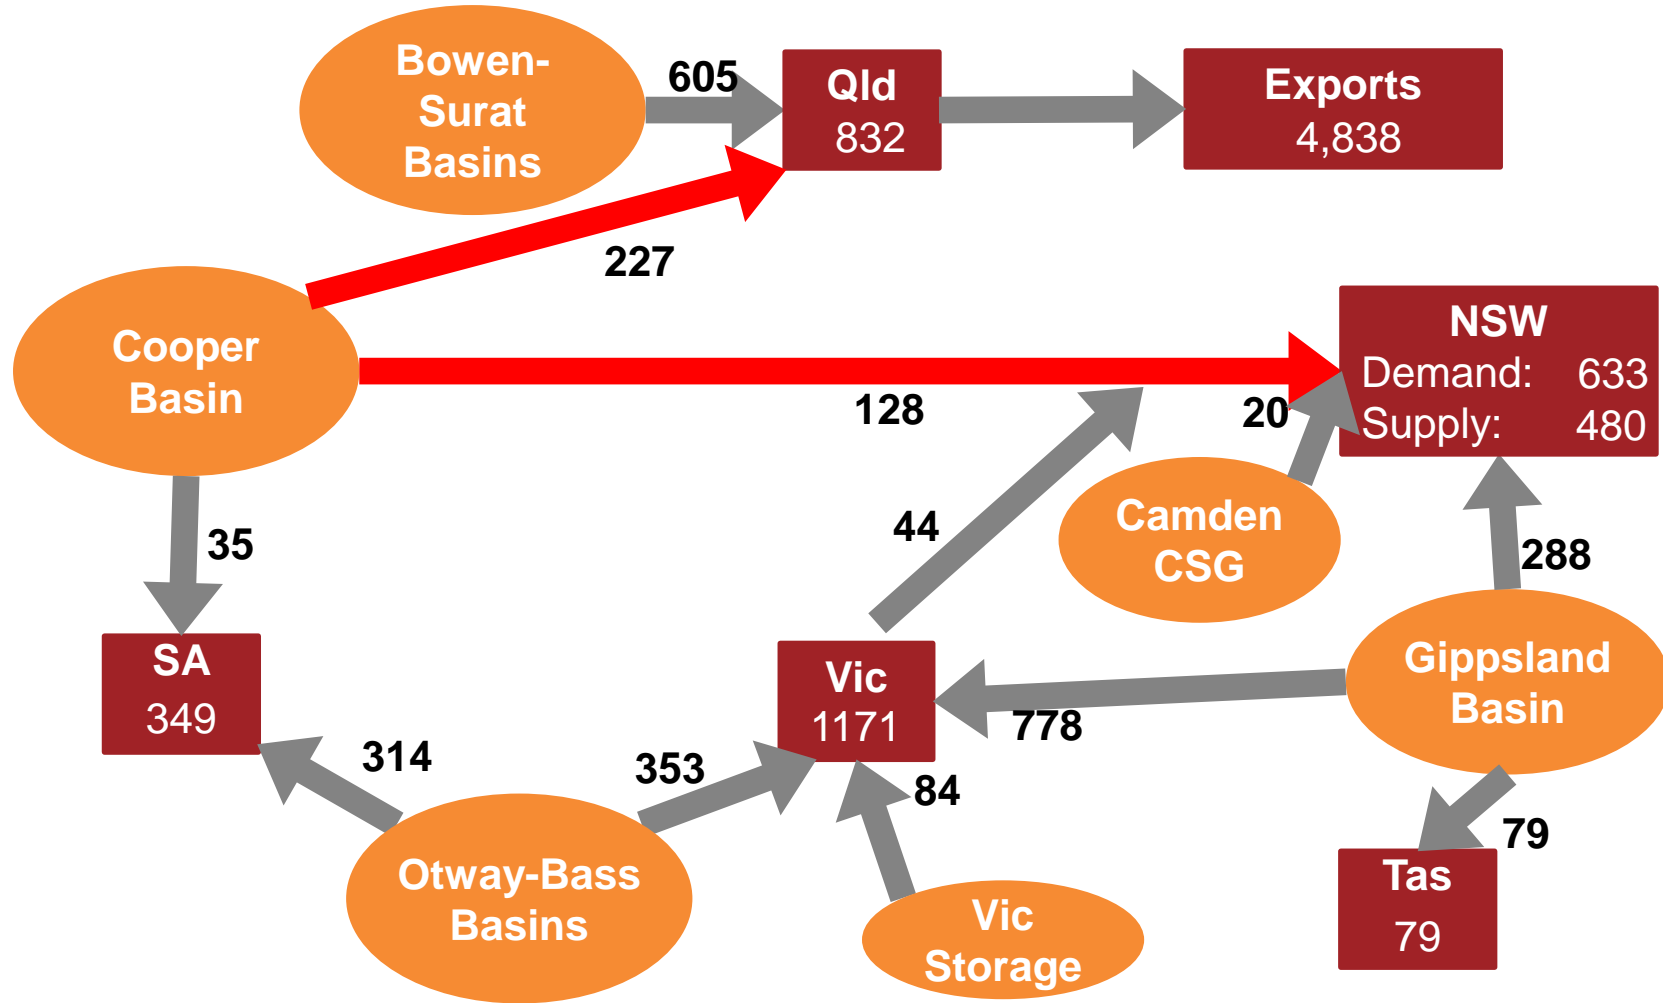 Bowen-
Surat
Basins
605
Qld
832
Exports
4,838
227
Cooper
Basin
128
20
NSW
Demand: 633
Supply: 480
44
Camden
CSG
288
35
SA
349
Vic
1171
778
Gippsland
Basin
314
353
84
79
Otway-Bass
Basins
Vic
Storage
Tas
79